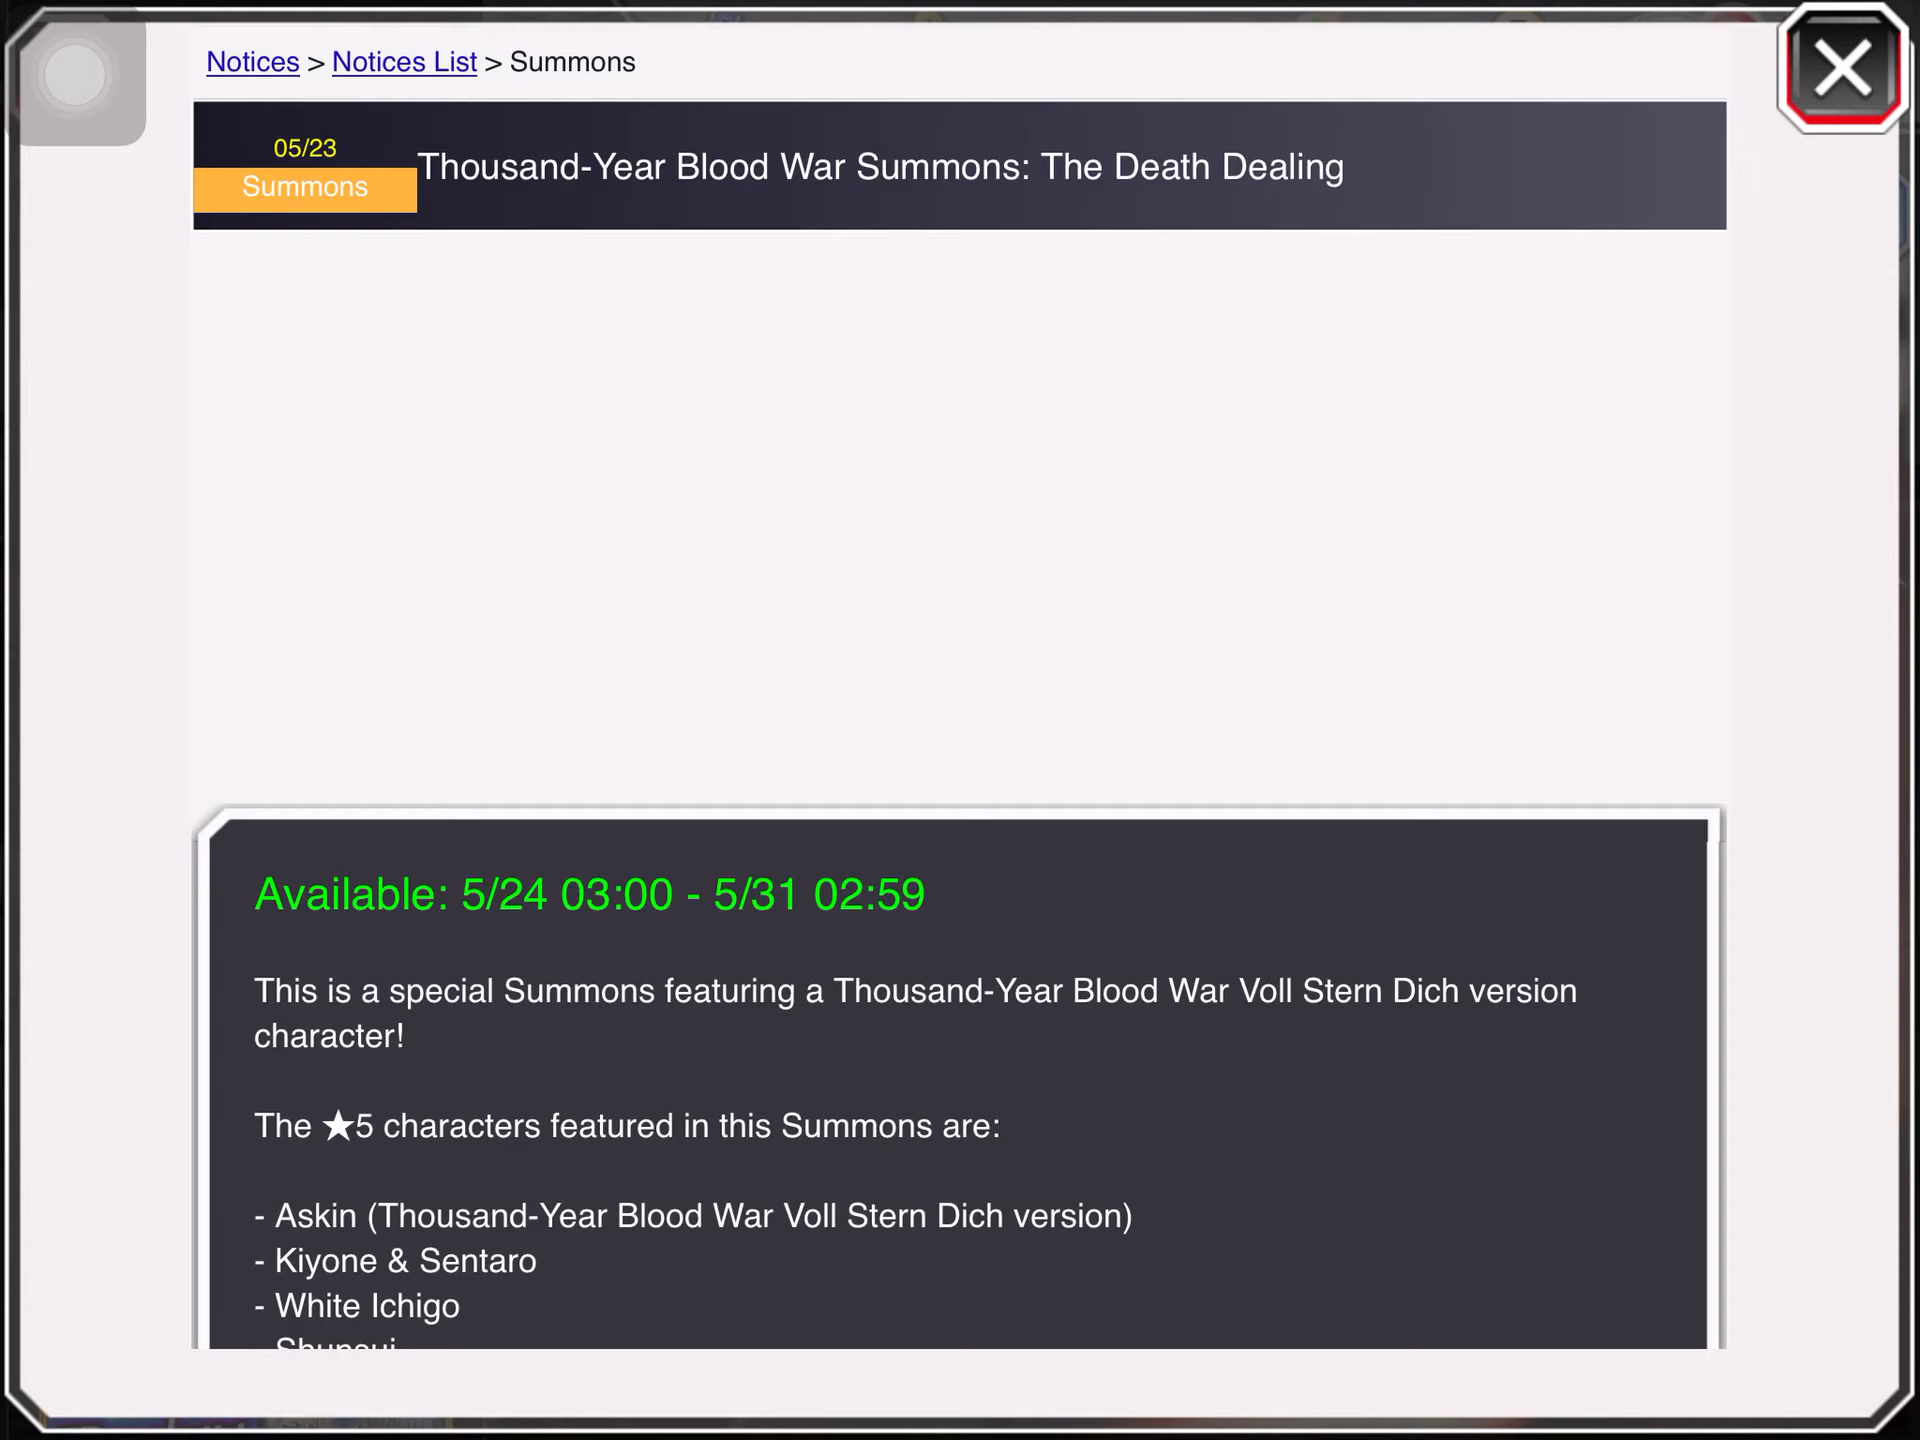 Notices > Notices List > Summons
05/23
Summons
Thousand-Year Blood War Summons: The Death Dealing
Available: 5/24 03:00 - 5/31 02:59
This is a special Summons featuring a Thousand-Year Blood War Voll Stern Dich version
character!
The ★5 characters featured in this Summons are:
- Askin (Thousand-Year Blood War Voll Stern Dich version)
- Kiyone & Sentaro
- White Ichigo
- Shunsui